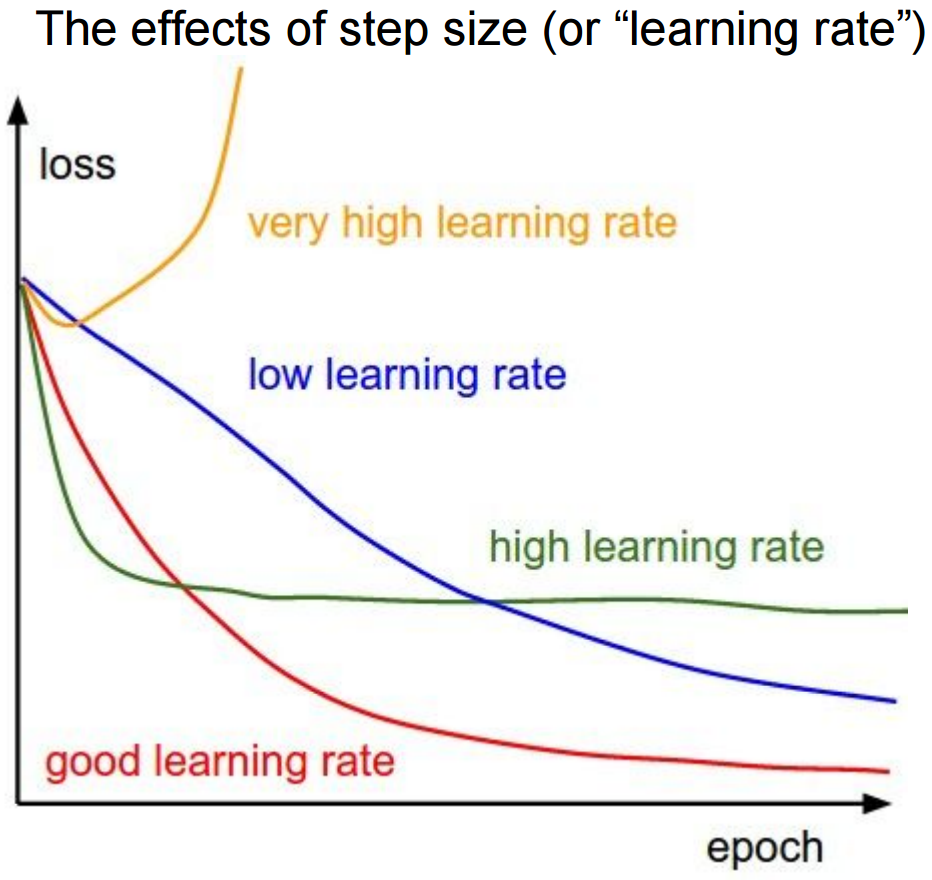 The effects of step size (or “learning rate”)
loss
very high learning rate
low learning rate
high learning rate
good learning rate
epoch